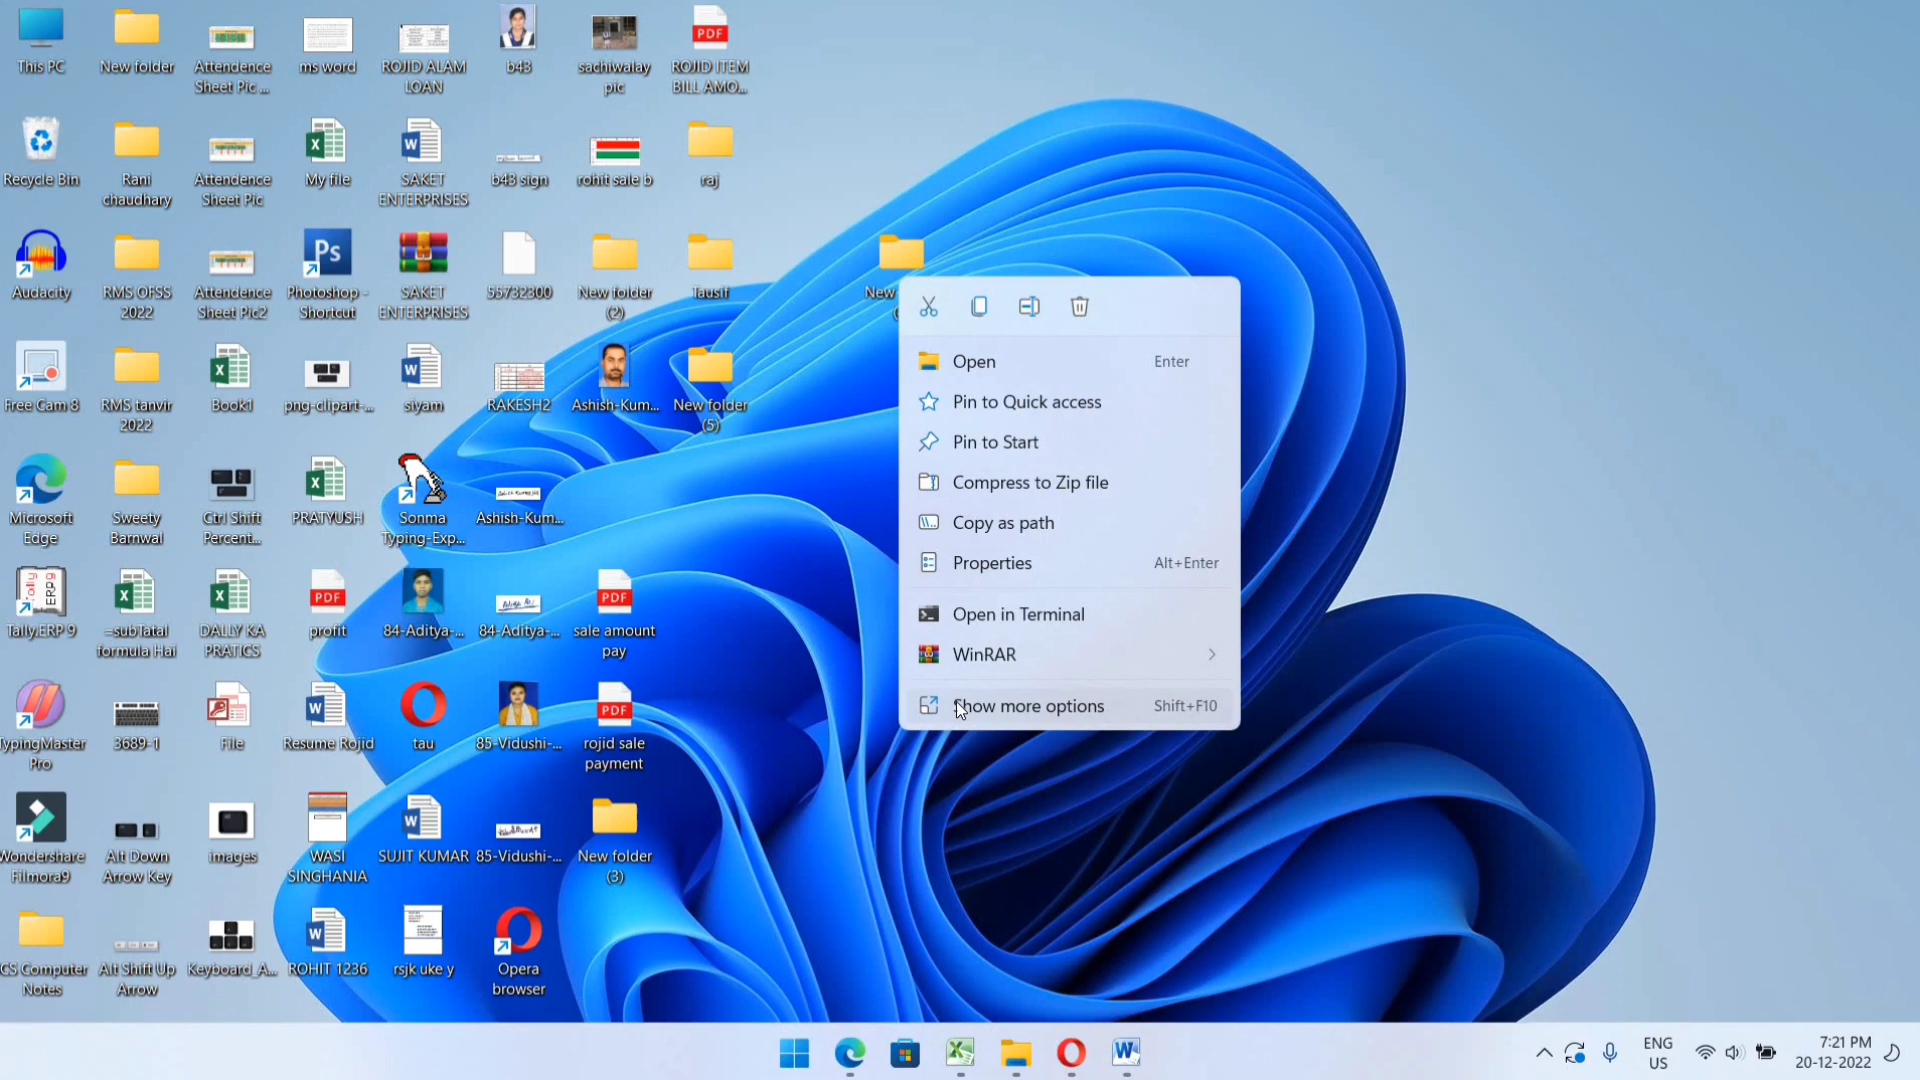 This PC
New folder
Attendence
Sheet Pic ...
ms word
ROJID ALAM
LOAN
b43
sachiwalay
pic
ROJID ITEM
BILL AMO...
Recycle Bin
Rani
chaudhary
Attendence
Sheet Pic
My file
SAKET
ENTERPRISES
b43 sign
rohit sale b
raj
Audacity
RMS OFSS
2022
Attendence
Sheet Pic2
Photoshop -
Shortcut
SAKET
ENTERPRISES
55732300
New folder
(2)
Tausif
New
Free Cam 8
RMS tanvir
2022
Book1
png-clipart-...
siyam
RAKESH2
Ashish-Kum...
New folder
(5)
Microsoft
Edge
Sweety
Barnwal
Ctrl Shift
Percent...
PRATYUSH
Sonma
Typing-Exp...
Ashish-Kum...
Tally.ERP 9
=subTatal
formula Hai
DALLY KA
PRATICS
profit
84-Aditya-...
84-Aditya-...
sale amount
pay
TypingMaster
Pro
3689-1
File
Resume Rojid
tau
85-Vidushi-...
rojid sale
payment
Wondershare
Filmora9
Alt Down
Arrow Key
images
WASI
SINGHANIA
SUJIT KUMAR
85-Vidushi-...
New folder
(3)
CS Computer
Notes
Alt Shift Up
Arrow
Keyboard_A...
ROHIT 1236
rsjk uke y
Opera
browser
Open Enter
Pin to Quick access
Pin to Start
Compress to Zip file
Copy as path
Properties Alt+Enter
Open in Terminal
WinRAR
Show more options Shift+F10
ENG
US
7:21 PM
20-12-2022